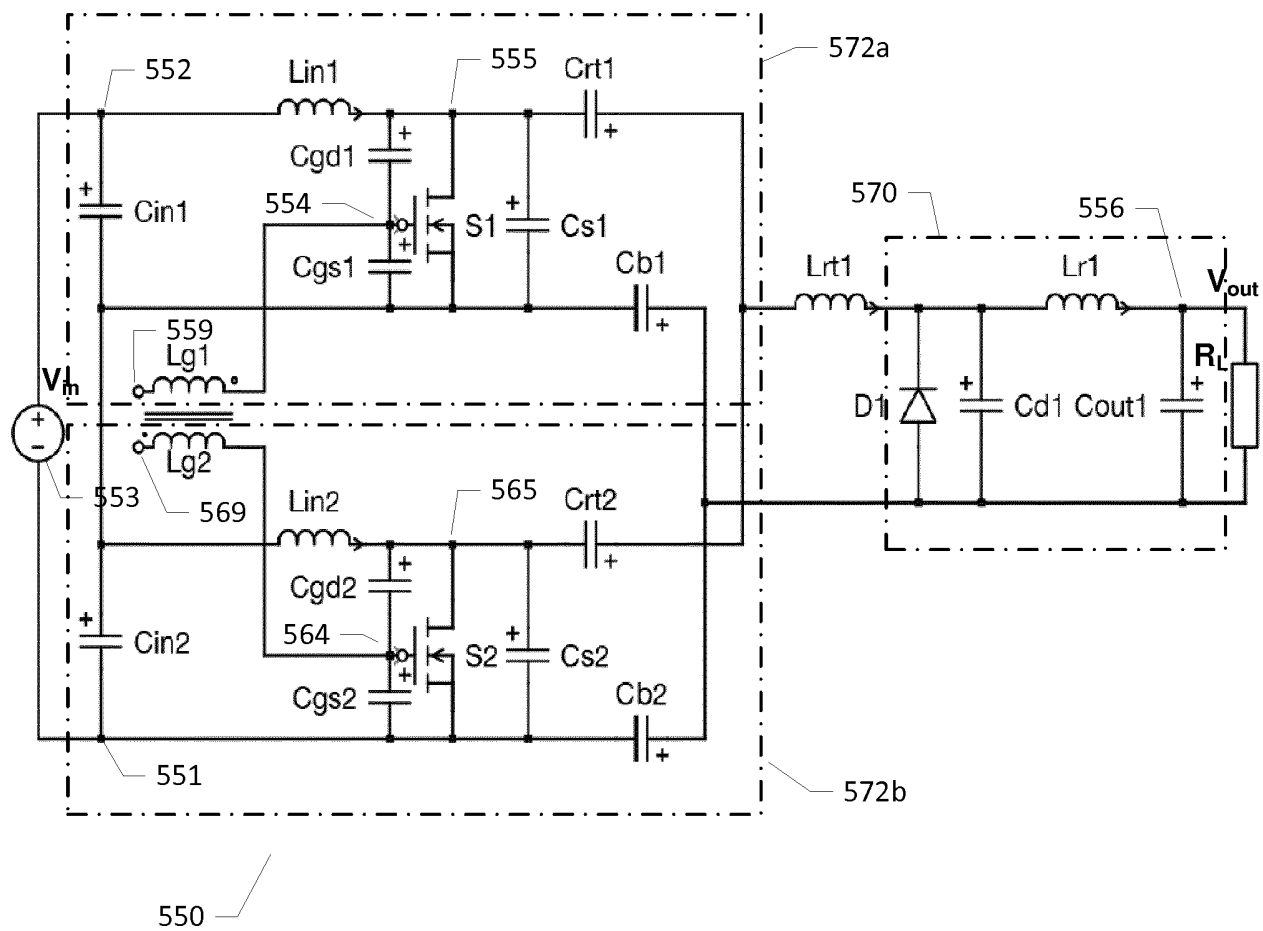 572a
552
Lin1
555
Crt1
Cgd1
Cin1
554
S1
Cs1
570
556
Cgs1
Cb1
Lrt1
Lr1
Vout
559
Lg1
Vin
RL
D1
Cd1
Cout1
Lg2
553
569
Lin2
565
Crt2
Cgd2
Cin2
564
S2
Cs2
Cgs2
Cb2
551
572b
550